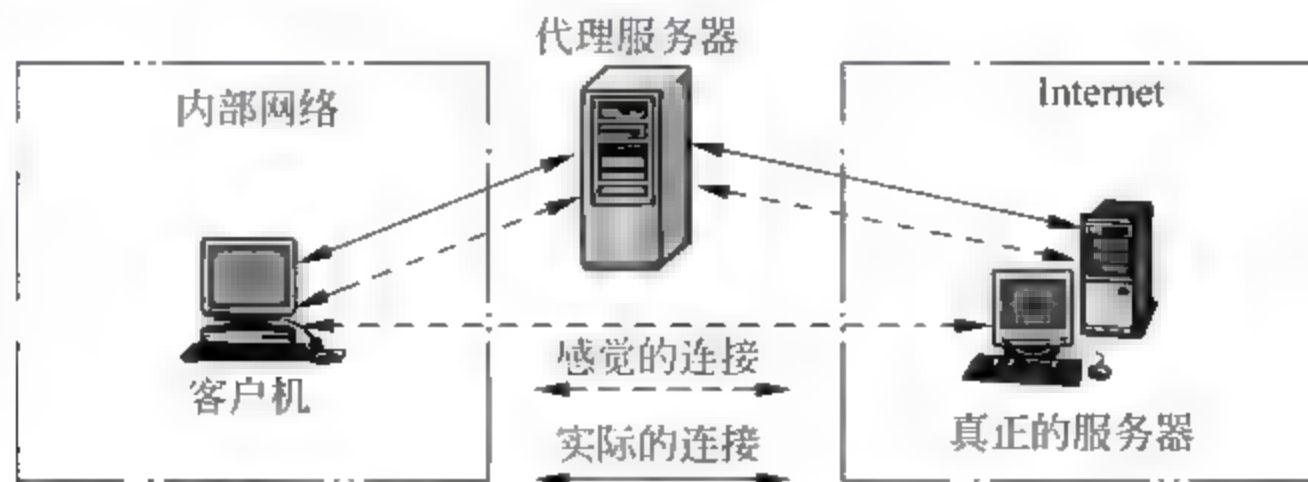 代理服务器
内部网络
Internet
客户机
感觉的连接
实际的连接
真正的服务器